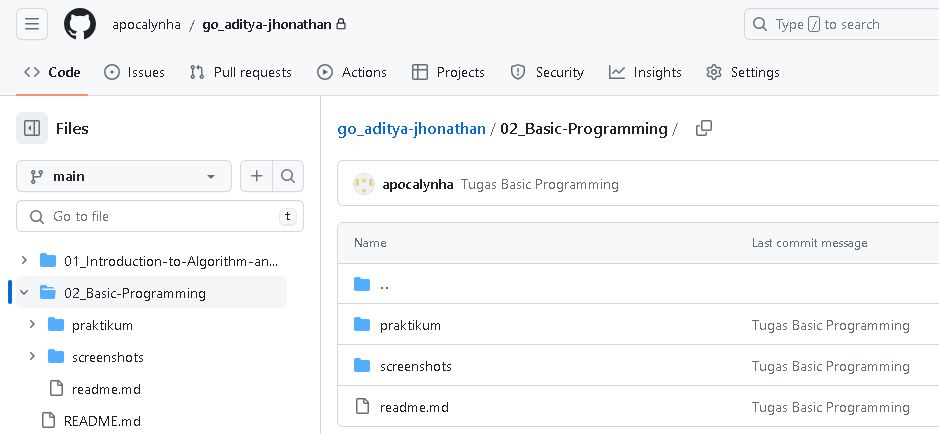 apocalynha / go_aditya-jhonathan
Type / to search
Code Issues Pull requests Actions Projects Security Insights Settings
Files
main
Go to file t
01_Introduction-to-Algorithm-an...
02_Basic-Programming
praktikum
screenshots
readme.md
README.md
go_aditya-jhonathan / 02_Basic-Programming /
apocalynha Tugas Basic Programming
Name Last commit message
..
praktikum Tugas Basic Programming
screenshots Tugas Basic Programming
readme.md Tugas Basic Programming